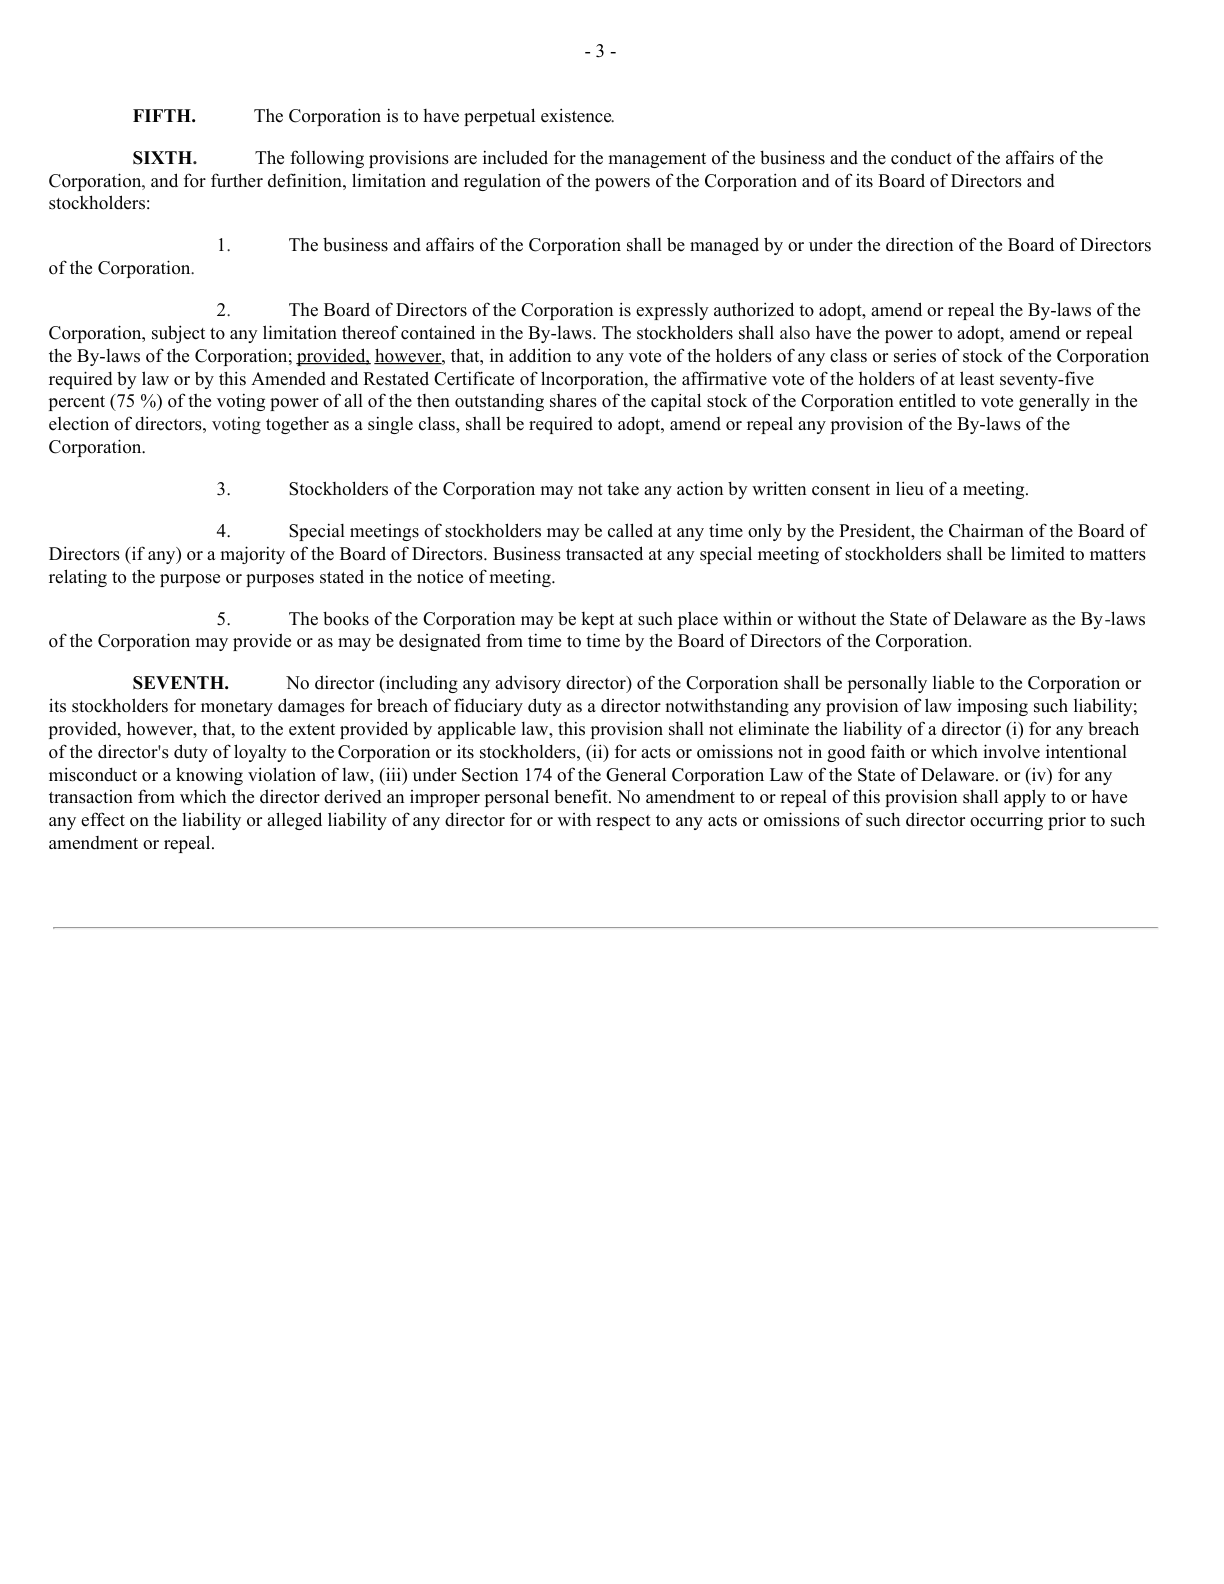 - 3 -
FIFTH. The Corporation is to have perpetual existence.
SIXTH. The following provisions are included for the management of the business and the conduct of the affairs of the
Corporation, and for further definition, limitation and regulation of the powers of the Corporation and of its Board of Directors and
stockholders:
1. The business and affairs of the Corporation shall be managed by or under the direction of the Board of Directors
of the Corporation.
2. The Board of Directors of the Corporation is expressly authorized to adopt, amend or repeal the By-laws of the
Corporation, subject to any limitation thereof contained in the By-laws. The stockholders shall also have the power to adopt, amend or repeal
the By-laws of the Corporation; provided, however, that, in addition to any vote of the holders of any class or series of stock of the Corporation
required by law or by this Amended and Restated Certificate of lncorporation, the affirmative vote of the holders of at least seventy-five
percent (75 %) of the voting power of all of the then outstanding shares of the capital stock of the Corporation entitled to vote generally in the
election of directors, voting together as a single class, shall be required to adopt, amend or repeal any provision of the By-laws of the
Corporation.
3. Stockholders of the Corporation may not take any action by written consent in lieu of a meeting.
4. Special meetings of stockholders may be called at any time only by the President, the Chairman of the Board of
Directors (if any) or a majority of the Board of Directors. Business transacted at any special meeting of stockholders shall be limited to matters
relating to the purpose or purposes stated in the notice of meeting.
5. The books of the Corporation may be kept at such place within or without the State of Delaware as the By-laws
of the Corporation may provide or as may be designated from time to time by the Board of Directors of the Corporation.
SEVENTH. No director (including any advisory director) of the Corporation shall be personally liable to the Corporation or
its stockholders for monetary damages for breach of fiduciary duty as a director notwithstanding any provision of law imposing such liability;
provided, however, that, to the extent provided by applicable law, this provision shall not eliminate the liability of a director (i) for any breach
of the director's duty of loyalty to the Corporation or its stockholders, (ii) for acts or omissions not in good faith or which involve intentional
misconduct or a knowing violation of law, (iii) under Section 174 of the General Corporation Law of the State of Delaware. or (iv) for any
transaction from which the director derived an improper personal benefit. No amendment to or repeal of this provision shall apply to or have
any effect on the liability or alleged liability of any director for or with respect to any acts or omissions of such director occurring prior to such
amendment or repeal.